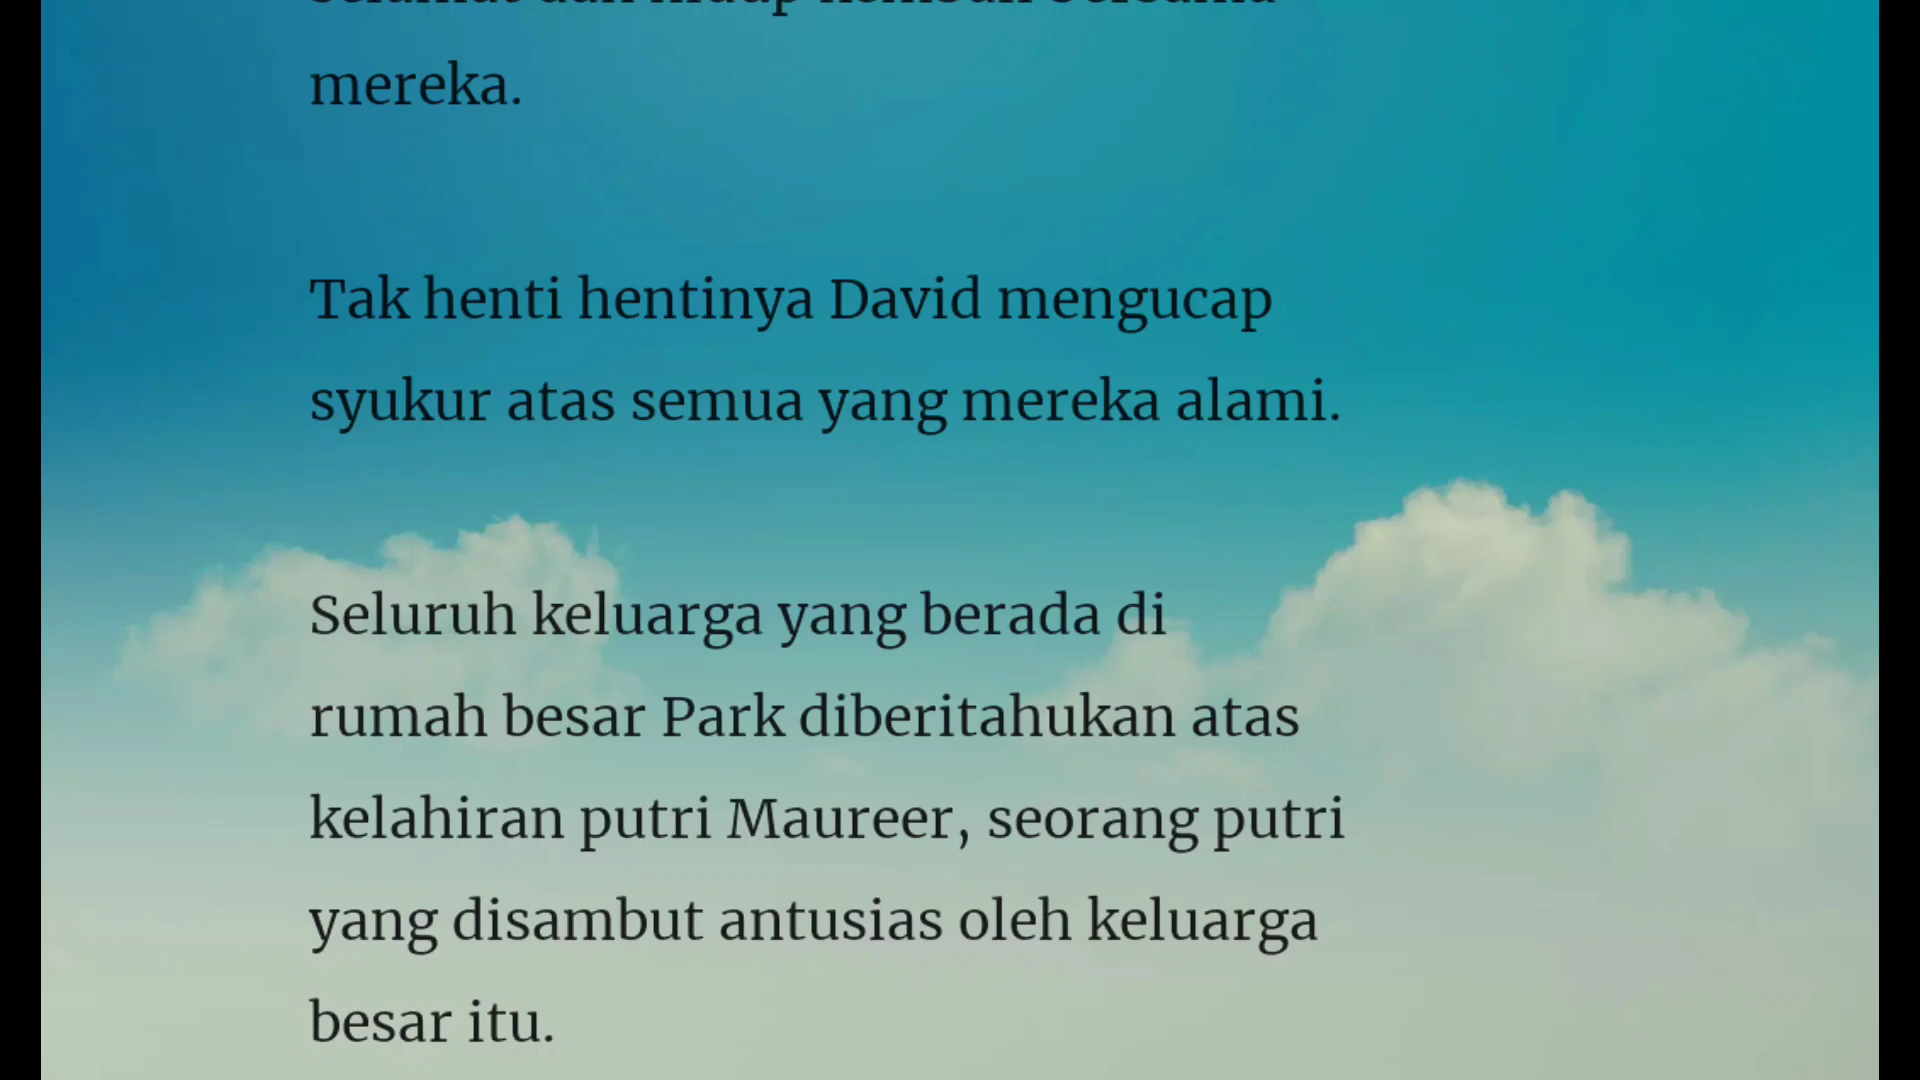 mereka.
Tak henti hentinya David mengucap
syukur atas semua yang mereka alami.
Seluruh keluarga yang berada di
rumah besar Park diberitahukan atas
kelahiran putri Maureer, seorang putri
yang disambut antusias oleh keluarga
besar itu.